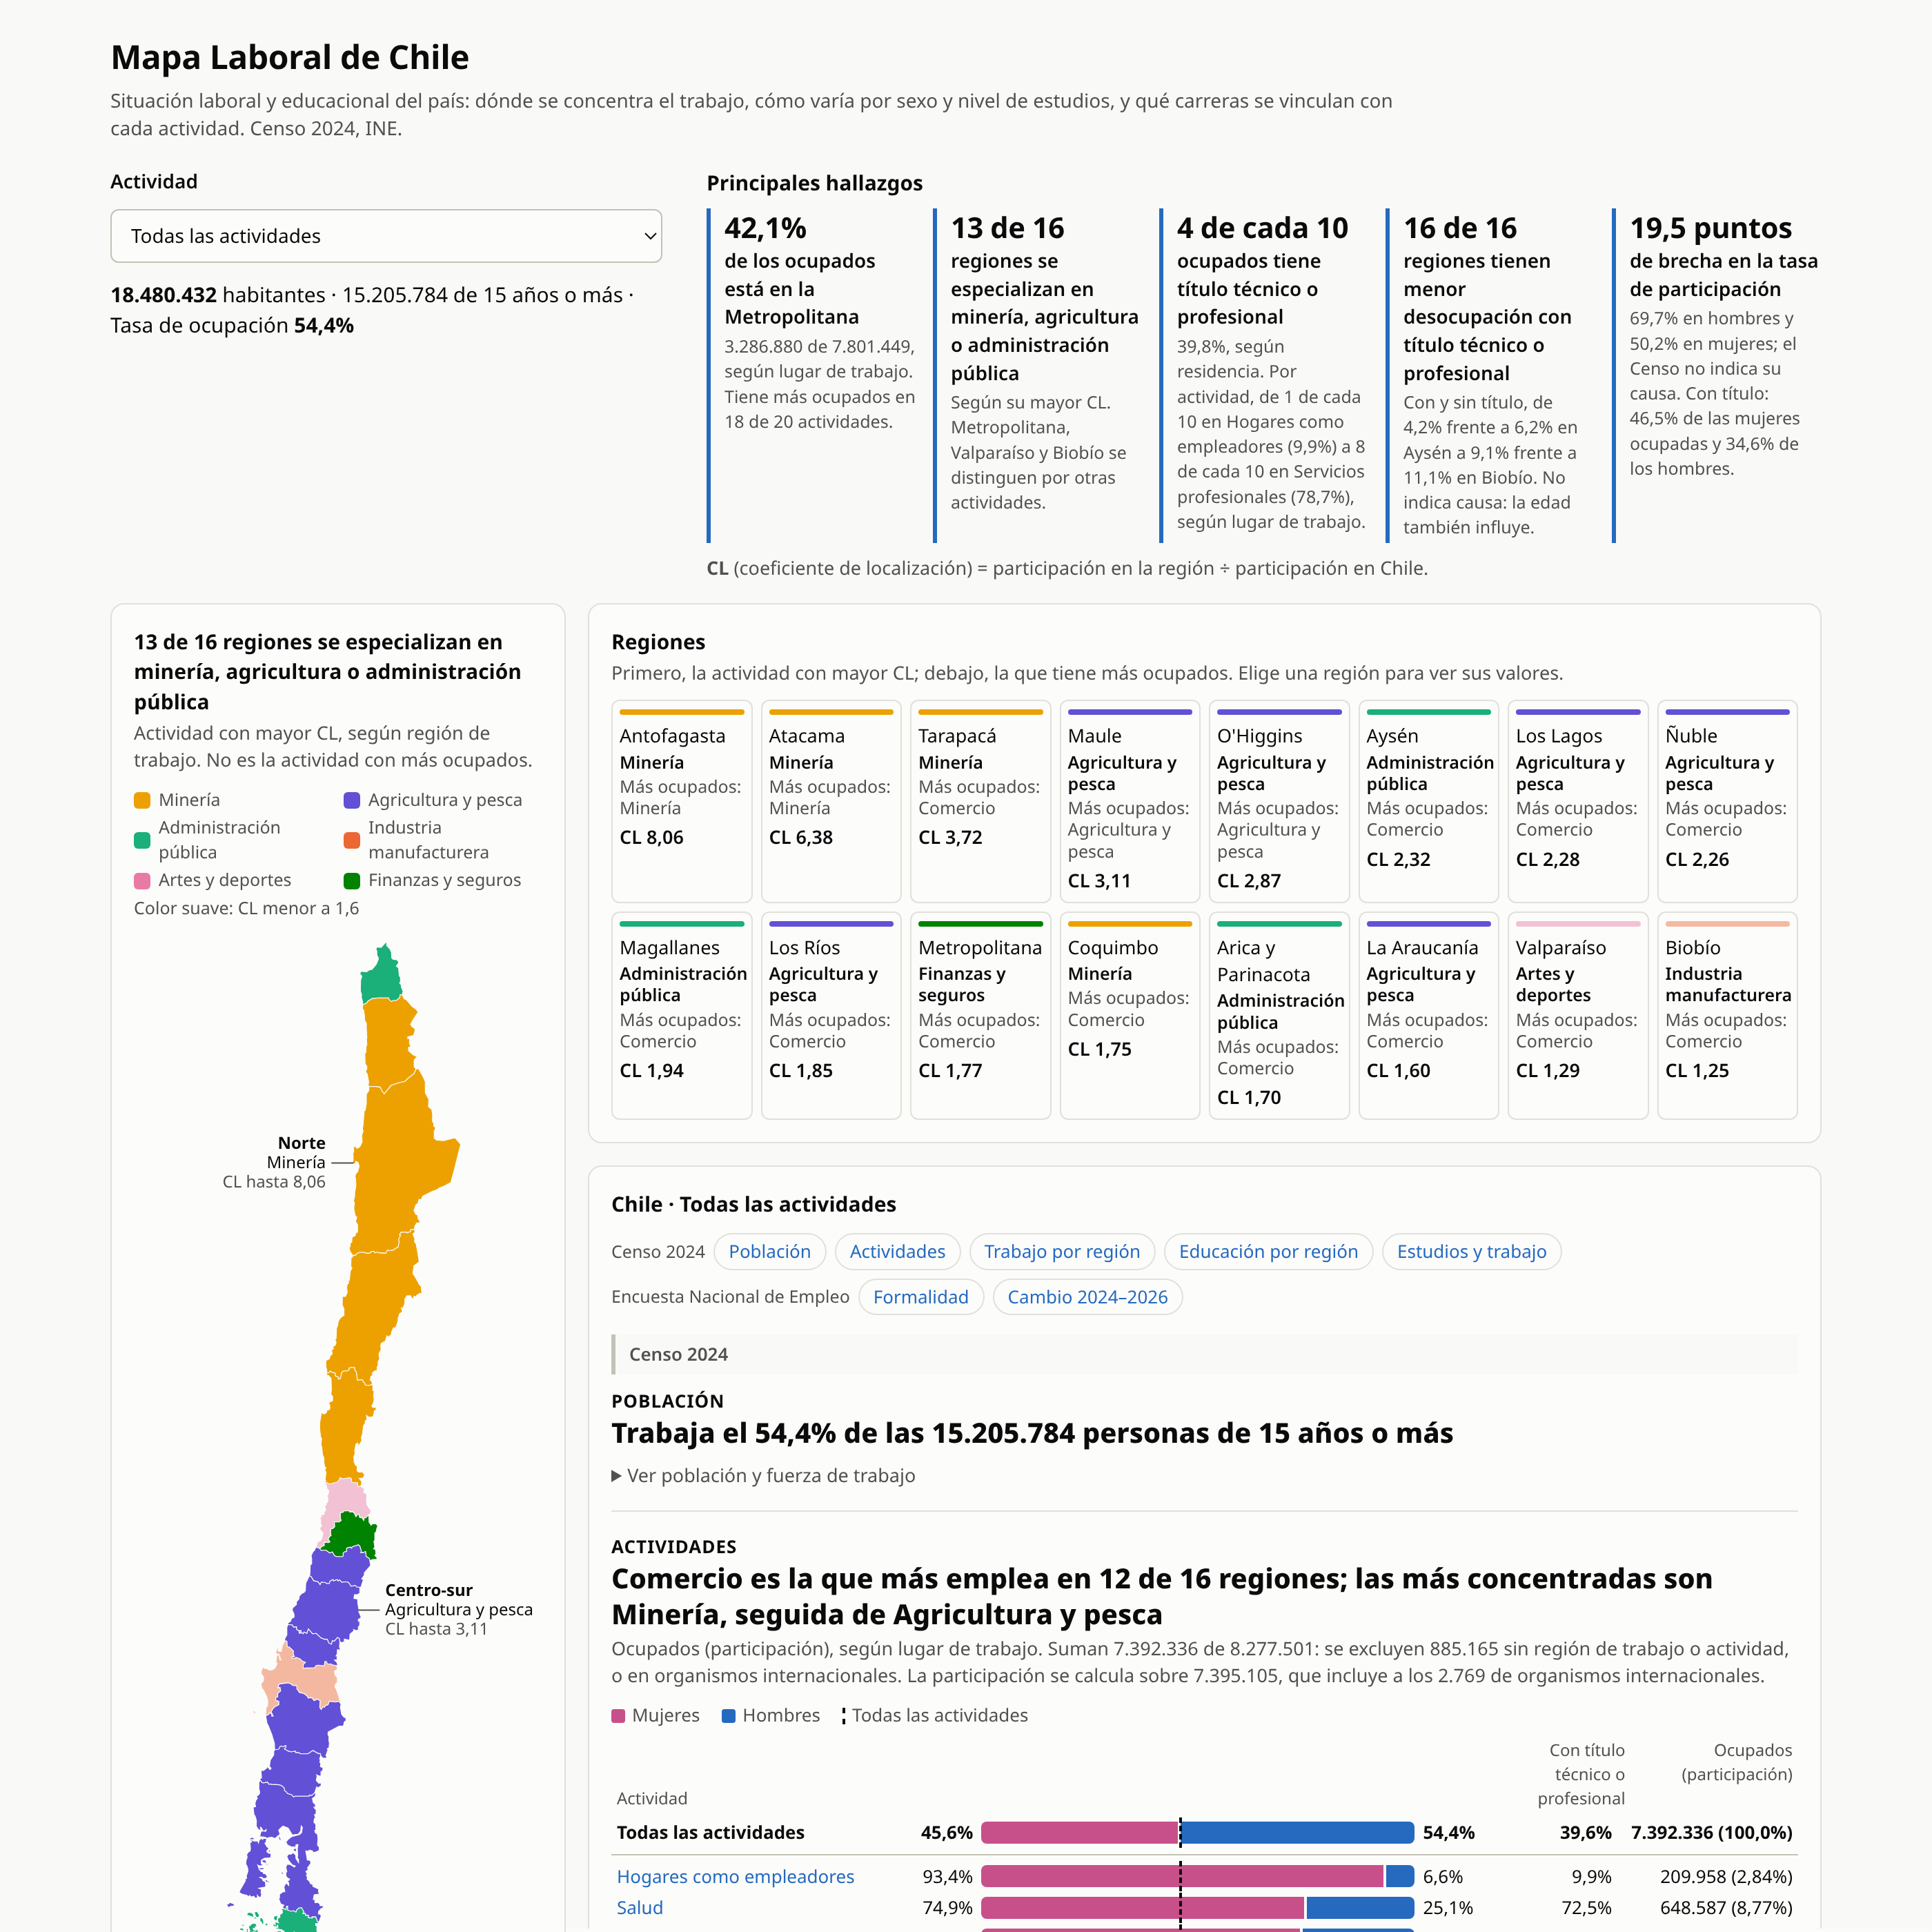 Mapa Laboral de Chile
Situación laboral y educacional del país: dónde se concentra el trabajo, cómo varía por sexo y nivel de estudios, y qué carreras se vinculan con
cada actividad. Censo 2024, INE.
Actividad
Todas las actividades
18.480.432 habitantes · 15.205.784 de 15 años o más ·
Tasa de ocupación 54,4%
Principales hallazgos
42,1%
de los ocupados
está en la
Metropolitana
3.286.880 de 7.801.449,
según lugar de trabajo.
Tiene más ocupados en
18 de 20 actividades.
13 de 16
regiones se
especializan en
minería, agricultura
o administración
pública
Según su mayor CL.
Metropolitana,
Valparaíso y Biobío se
distinguen por otras
actividades.
4 de cada 10
ocupados tiene
título técnico o
profesional
39,8%, según
residencia. Por
actividad, de 1 de cada
10 en Hogares como
empleadores (9,9%) a 8
de cada 10 en Servicios
profesionales (78,7%),
según lugar de trabajo.
16 de 16
regiones tienen
menor
desocupación con
título técnico o
profesional
Con y sin título, de
4,2% frente a 6,2% en
Aysén a 9,1% frente a
11,1% en Biobío. No
indica causa: la edad
también influye.
19,5 puntos
de brecha en la tasa
de participación
69,7% en hombres y
50,2% en mujeres; el
Censo no indica su
causa. Con título:
46,5% de las mujeres
ocupadas y 34,6% de
los hombres.
CL (coeficiente de localización) = participación en la región ÷ participación en Chile.
13 de 16 regiones se especializan en
minería, agricultura o administración
pública
Actividad con mayor CL, según región de
trabajo. No es la actividad con más ocupados.
Minería
Agricultura y pesca
Administración
pública
Industria
manufacturera
Artes y deportes
Finanzas y seguros
Color suave: CL menor a 1,6
Norte
Minería
CL hasta 8,06
Centro-sur
Agricultura y pesca
CL hasta 3,11
Regiones
Primero, la actividad con mayor CL; debajo, la que tiene más ocupados. Elige una región para ver sus valores.
Antofagasta
Minería
Más ocupados:
Minería
CL 8,06
Atacama
Minería
Más ocupados:
Minería
CL 6,38
Tarapacá
Minería
Más ocupados:
Comercio
CL 3,72
Maule
Agricultura y
pesca
Más ocupados:
Agricultura y
pesca
CL 3,11
O'Higgins
Agricultura y
pesca
Más ocupados:
Agricultura y
pesca
CL 2,87
Aysén
Administración
pública
Más ocupados:
Comercio
CL 2,32
Los Lagos
Agricultura y
pesca
Más ocupados:
Comercio
CL 2,28
Ñuble
Agricultura y
pesca
Más ocupados:
Comercio
CL 2,26
Magallanes
Administración
pública
Más ocupados:
Comercio
CL 1,94
Los Ríos
Agricultura y
pesca
Más ocupados:
Comercio
CL 1,85
Metropolitana
Finanzas y
seguros
Más ocupados:
Comercio
CL 1,77
Coquimbo
Minería
Más ocupados:
Comercio
CL 1,75
Arica y
Parinacota
Administración
pública
Más ocupados:
Comercio
CL 1,70
La Araucanía
Agricultura y
pesca
Más ocupados:
Comercio
CL 1,60
Valparaíso
Artes y
deportes
Más ocupados:
Comercio
CL 1,29
Biobío
Industria
manufacturera
Más ocupados:
Comercio
CL 1,25
Chile · Todas las actividades
Censo 2024 Población Actividades Trabajo por región Educación por región Estudios y trabajo
Encuesta Nacional de Empleo Formalidad Cambio 2024–2026
Censo 2024
POBLACIÓN
Trabaja el 54,4% de las 15.205.784 personas de 15 años o más
Ver población y fuerza de trabajo
ACTIVIDADES
Comercio es la que más emplea en 12 de 16 regiones; las más concentradas son
Minería, seguida de Agricultura y pesca
Ocupados (participación), según lugar de trabajo. Suman 7.392.336 de 8.277.501: se excluyen 885.165 sin región de trabajo o actividad,
o en organismos internacionales. La participación se calcula sobre 7.395.105, que incluye a los 2.769 de organismos internacionales.
Mujeres Hombres Todas las actividades
Con título
técnico o
profesional
Ocupados
(participación)
Actividad
Todas las actividades 45,6% 54,4% 39,6% 7.392.336 (100,0%)
Hogares como empleadores 93,4% 6,6% 9,9% 209.958 (2,84%)
Salud 74,9% 25,1% 72,5% 648.587 (8,77%)